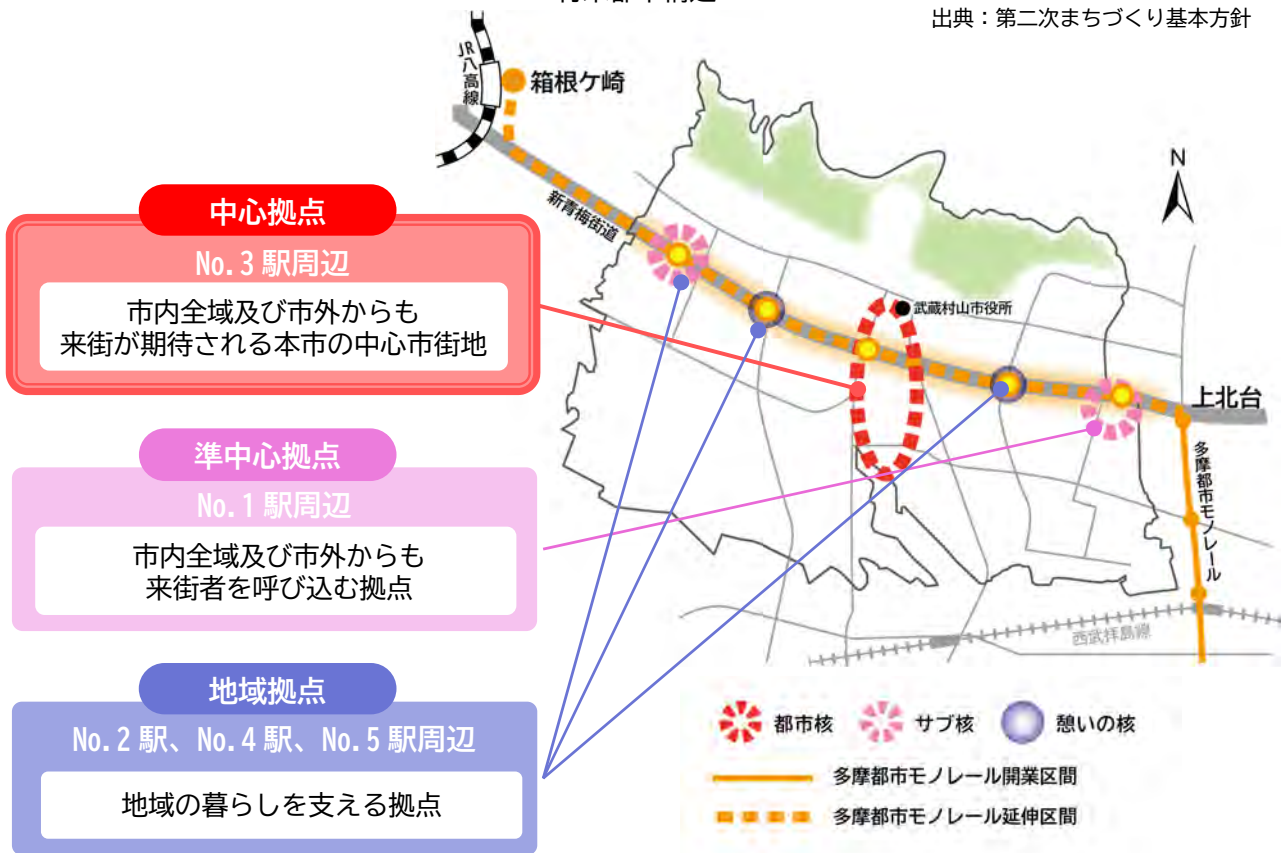 出典：第二次まちづくり基本方針
JR八高線
箱根ケ崎
N
新青梅街道
武蔵村山市役所
上北台
多摩都市モノレール
西武拝島線
中心拠点
No.3 駅周辺
市内全域及び市外からも
来街が期待される本市の中心市街地
準中心拠点
No.1 駅周辺
市内全域及び市外からも
来街者を呼び込む拠点
地域拠点
No.2 駅、No.4 駅、No.5 駅周辺
地域の暮らしを支える拠点
都市核
サブ核
憩いの核
多摩都市モノレール開業区間
多摩都市モノレール延伸区間